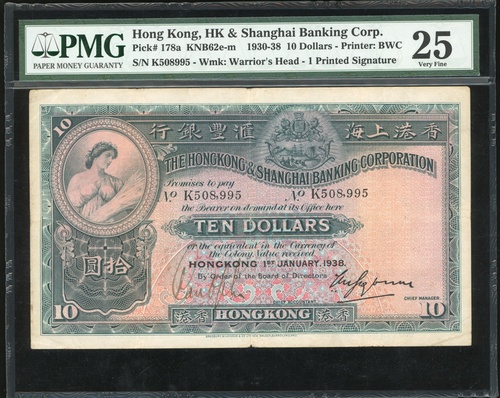 PMG
PAPER MONEY GUARANTY
Hong Kong, HK & Shanghai Banking Corp.
Pick# 178a KNB62e-m 1930-38 10 Dollars - Printer: BWC
S/N K508995 - Wmk: Warrior's Head - 1 Printed Signature
25
Very Fine
10
10
行銀豐滙 海上港香
THE HONGKONG & SHANGHAI BANKING CORPORATION
Promises to pay
No K508,995 No K508,995
the Bearer on demand at its Office here
TEN DOLLARS
or the equivalent in the Currency of
the Colony, Value received
HONGKONG 1ST JANUARY, 1938.
By Order of the Board of Directors
圓拾
CHIEF ACCOUNTANT
CHIEF MANAGER.
10
港香 HONGKONG 港香
10